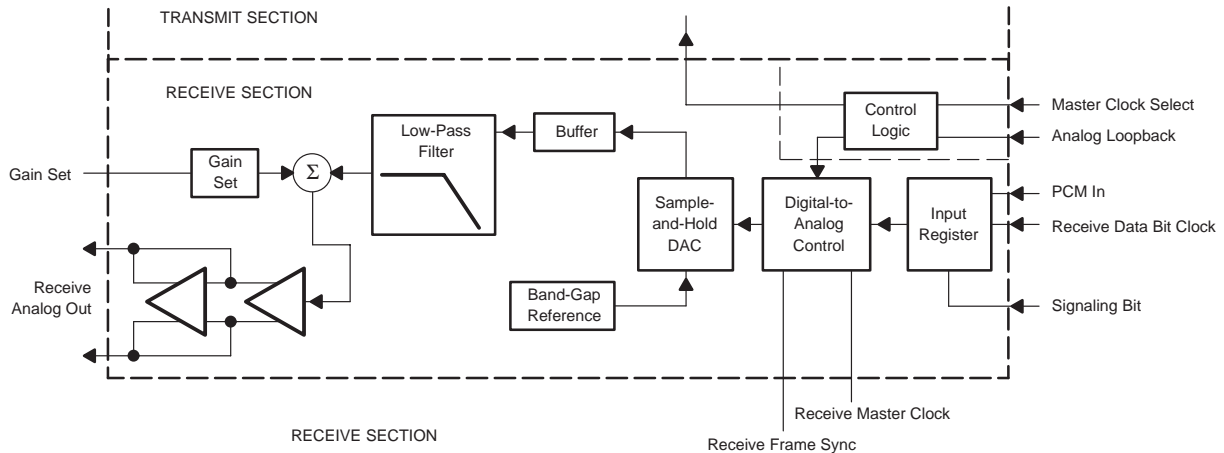 TRANSMIT SECTION
RECEIVE SECTION
Gain Set
Gain
Set
Σ
Low-Pass
Filter
Buffer
Control
Logic
Master Clock Select
Analog Loopback
Sample-
and-Hold
DAC
Digital-to-
Analog
Control
Input
Register
PCM In
Receive Data Bit Clock
Signaling Bit
Band-Gap
Reference
Receive
Analog Out
Receive Master Clock
Receive Frame Sync
RECEIVE SECTION